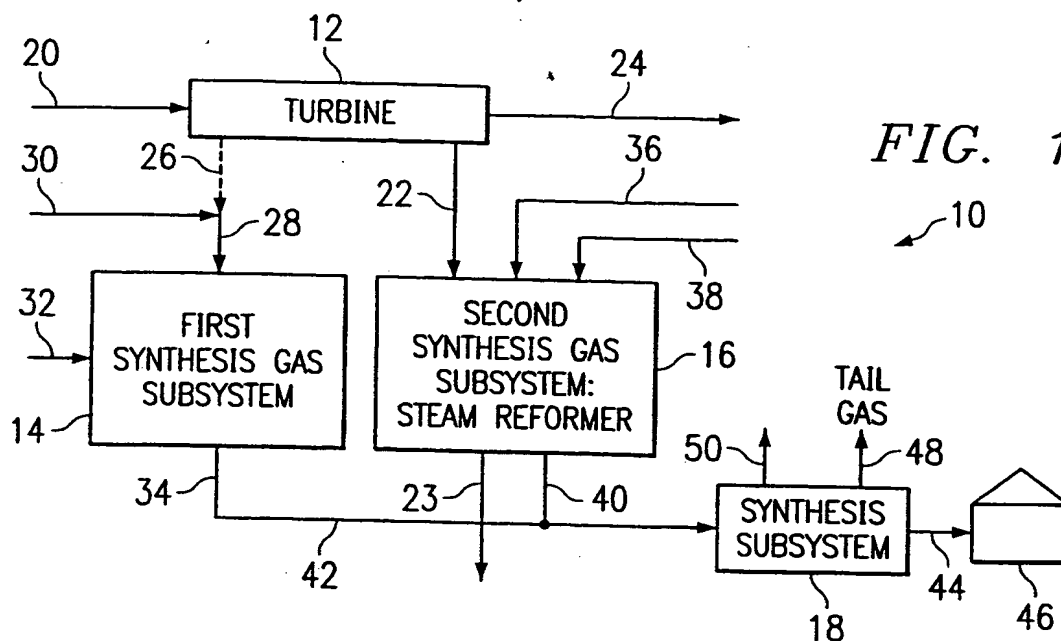 12
20
TURBINE
24
FIG. 1
26
30
36
22
28
10
38
32
FIRST
SYNTHESIS GAS
SUBSYSTEM
SECOND
SYNTHESIS GAS
SUBSYSTEM:
STEAM REFORMER
16
14
TAIL
GAS
34
23
40
50
48
SYNTHESIS
SUBSYSTEM
42
44
18
46